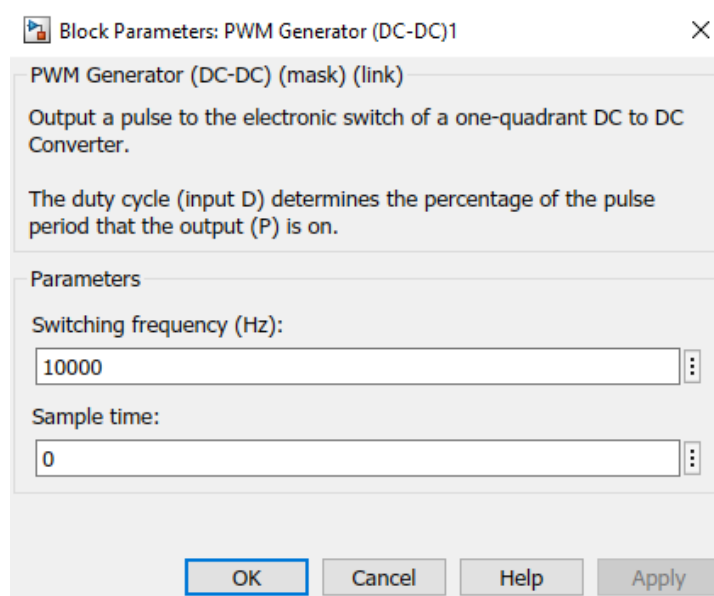 Block Parameters: PWM Generator (DC-DC)1
PWM Generator (DC-DC) (mask) (link)
Output a pulse to the electronic switch of a one-quadrant DC to DC
Converter.
The duty cycle (input D) determines the percentage of the pulse
period that the output (P) is on.
Parameters
Switching frequency (Hz):
10000
Sample time:
0
OK Cancel Help Apply